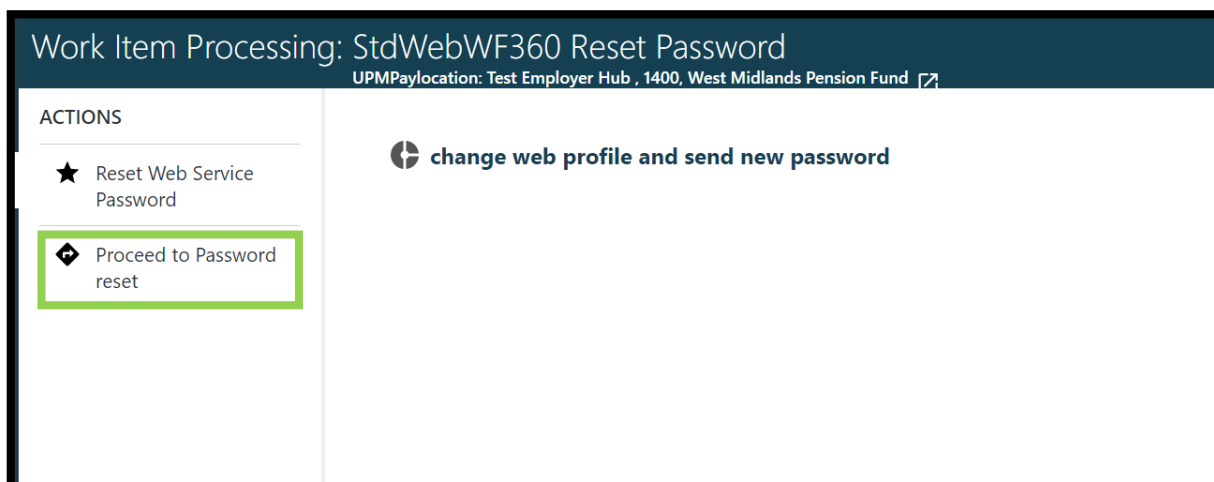 Work Item Processing: StdWebWF360 Reset Password
UPMPaylocation: Test Employer Hub , 1400, West Midlands Pension Fund
ACTIONS
Reset Web Service
Password
Proceed to Password
reset
change web profile and send new password